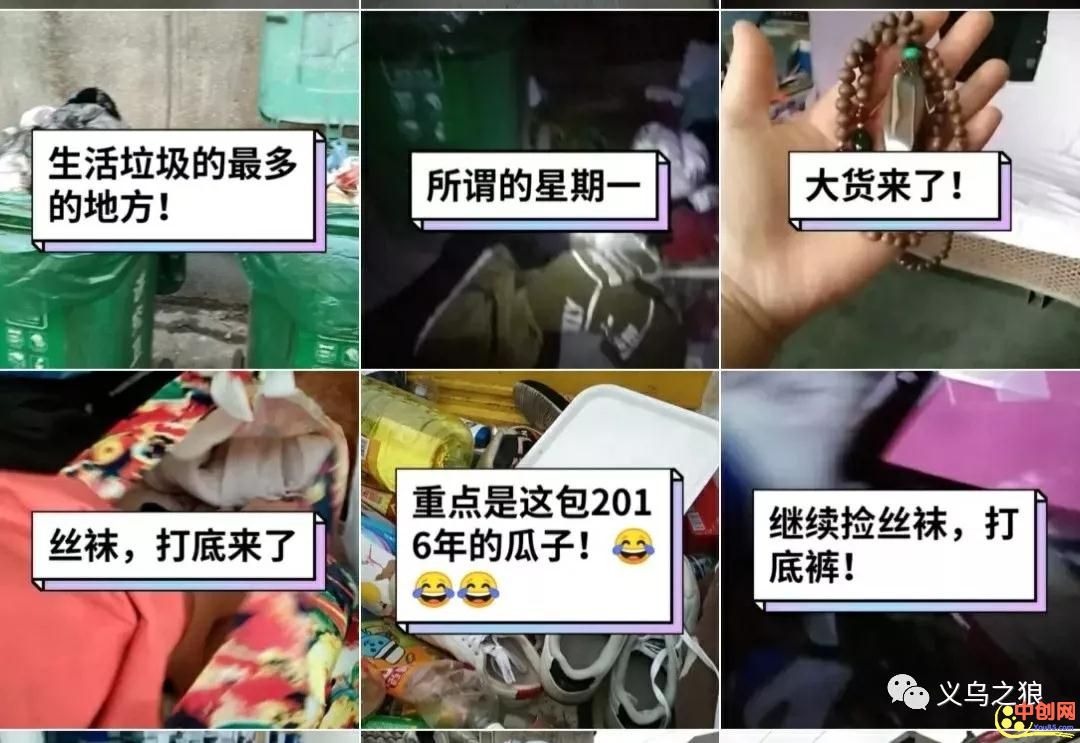 生活垃圾的最多
的地方！
所谓的星期一
大货来了！
丝袜，打底来了
重点是这包201
6年的瓜子！😂
😂😂
继续捡丝袜，打
底裤！
义乌之狼
中创网
You85.com